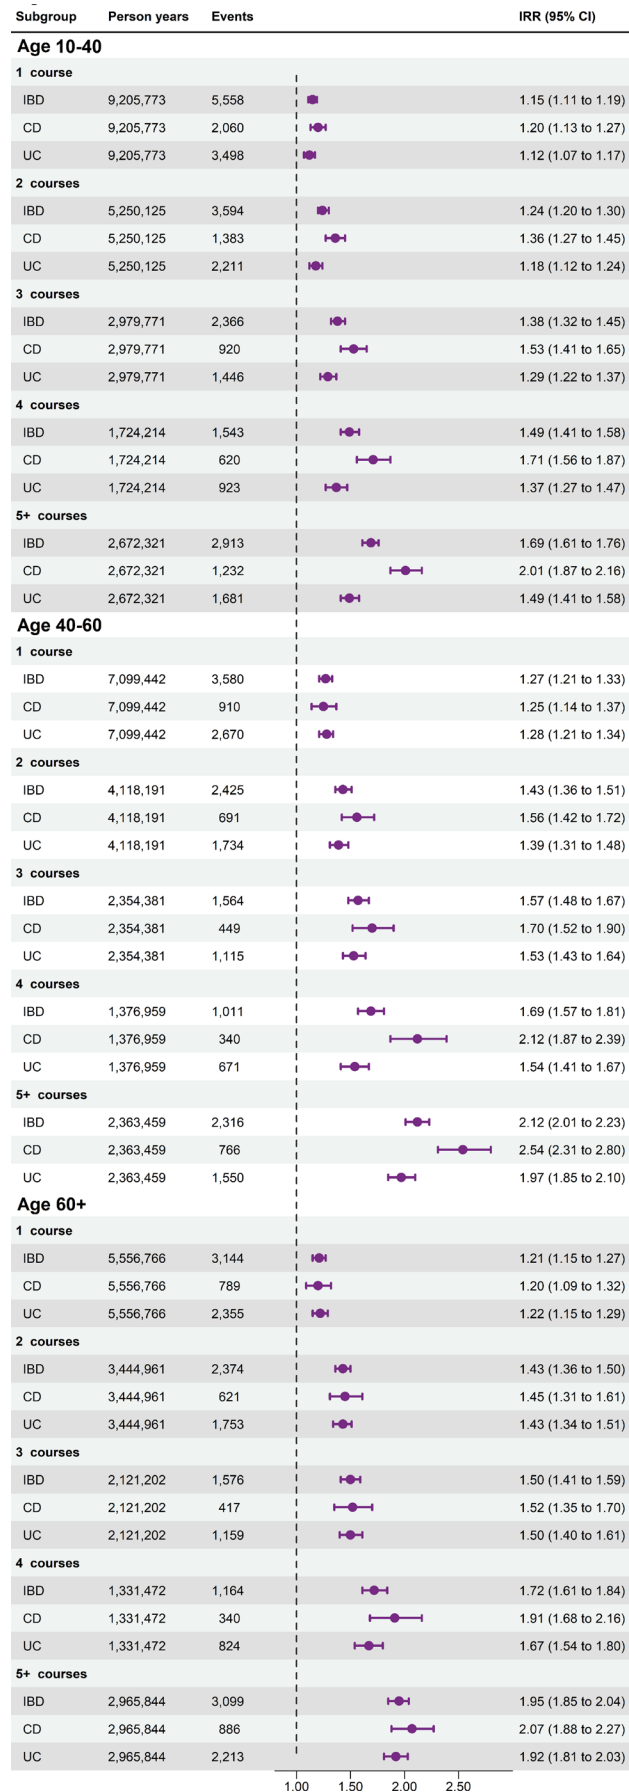 Subgroup Person years Events IRR (95% CI)
Age 10-40
1 course
IBD 9,205,773 5,558 1.15 (1.11 to 1.19)
CD 9,205,773 2,060 1.20 (1.13 to 1.27)
UC 9,205,773 3,498 1.12 (1.07 to 1.17)
2 courses
IBD 5,250,125 3,594 1.24 (1.20 to 1.30)
CD 5,250,125 1,383 1.36 (1.27 to 1.45)
UC 5,250,125 2,211 1.18 (1.12 to 1.24)
3 courses
IBD 2,979,771 2,366 1.38 (1.32 to 1.45)
CD 2,979,771 920 1.53 (1.41 to 1.65)
UC 2,979,771 1,446 1.29 (1.22 to 1.37)
4 courses
IBD 1,724,214 1,543 1.49 (1.41 to 1.58)
CD 1,724,214 620 1.71 (1.56 to 1.87)
UC 1,724,214 923 1.37 (1.27 to 1.47)
5+ courses
IBD 2,672,321 2,913 1.69 (1.61 to 1.76)
CD 2,672,321 1,232 2.01 (1.87 to 2.16)
UC 2,672,321 1,681 1.49 (1.41 to 1.58)
Age 40-60
1 course
IBD 7,099,442 3,580 1.27 (1.21 to 1.33)
CD 7,099,442 910 1.25 (1.14 to 1.37)
UC 7,099,442 2,670 1.28 (1.21 to 1.34)
2 courses
IBD 4,118,191 2,425 1.43 (1.36 to 1.51)
CD 4,118,191 691 1.56 (1.42 to 1.72)
UC 4,118,191 1,734 1.39 (1.31 to 1.48)
3 courses
IBD 2,354,381 1,564 1.57 (1.48 to 1.67)
CD 2,354,381 449 1.70 (1.52 to 1.90)
UC 2,354,381 1,115 1.53 (1.43 to 1.64)
4 courses
IBD 1,376,959 1,011 1.69 (1.57 to 1.81)
CD 1,376,959 340 2.12 (1.87 to 2.39)
UC 1,376,959 671 1.54 (1.41 to 1.67)
5+ courses
IBD 2,363,459 2,316 2.12 (2.01 to 2.23)
CD 2,363,459 766 2.54 (2.31 to 2.80)
UC 2,363,459 1,550 1.97 (1.85 to 2.10)
Age 60+
1 course
IBD 5,556,766 3,144 1.21 (1.15 to 1.27)
CD 5,556,766 789 1.20 (1.09 to 1.32)
UC 5,556,766 2,355 1.22 (1.15 to 1.29)
2 courses
IBD 3,444,961 2,374 1.43 (1.36 to 1.50)
CD 3,444,961 621 1.45 (1.31 to 1.61)
UC 3,444,961 1,753 1.43 (1.34 to 1.51)
3 courses
IBD 2,121,202 1,576 1.50 (1.41 to 1.59)
CD 2,121,202 417 1.52 (1.35 to 1.70)
UC 2,121,202 1,159 1.50 (1.40 to 1.61)
4 courses
IBD 1,331,472 1,164 1.72 (1.61 to 1.84)
CD 1,331,472 340 1.91 (1.68 to 2.16)
UC 1,331,472 824 1.67 (1.54 to 1.80)
5+ courses
IBD 2,965,844 3,099 1.95 (1.85 to 2.04)
CD 2,965,844 886 2.07 (1.88 to 2.27)
UC 2,965,844 2,213 1.92 (1.81 to 2.03)
1.00 1.50 2.00 2.50